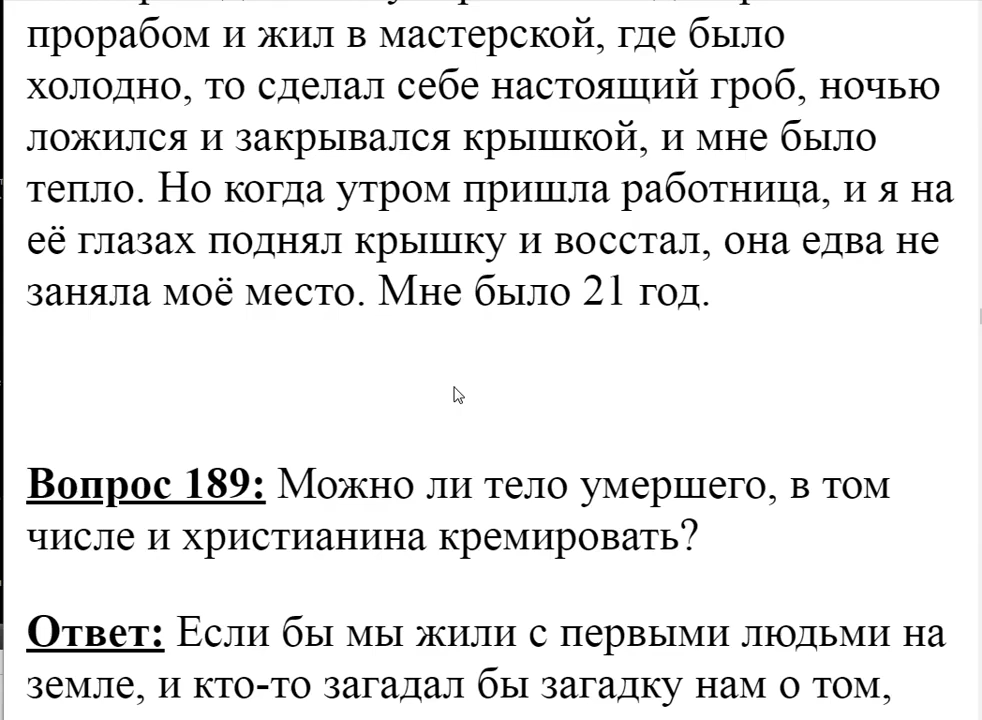 прорабом и жил в мастерской, где было
холодно, то сделал себе настоящий гроб, ночью
ложился и закрывался крышкой, и мне было
тепло. Но когда утром пришла работница, и я на
её глазах поднял крышку и восстал, она едва не
заняла моё место. Мне было 21 год.
Вопрос 189: Можно ли тело умершего, в том
числе и христианина кремировать?
Ответ: Если бы мы жили с первыми людьми на
земле, и кто-то загадал бы загадку нам о том,